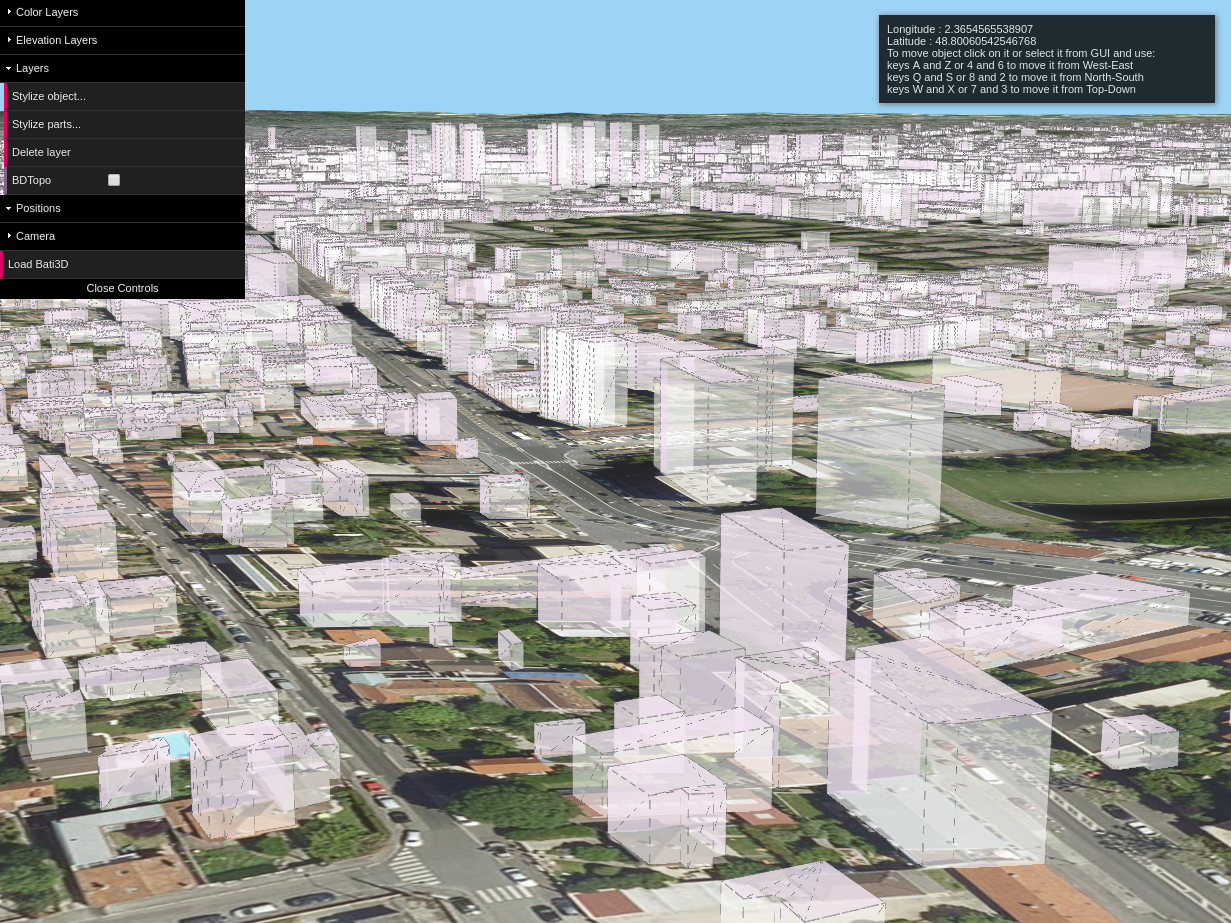 Color Layers
Elevation Layers
Layers
Stylize object...
Stylize parts...
Delete layer
BDTopo
Positions
Camera
Load Bati3D
Close Controls
Longitude : 2.3654565538907
Latitude : 48.80060542546768
To move object click on it or select it from GUI and use:
keys A and Z or 4 and 6 to move it from West-East
keys Q and S or 8 and 2 to move it from North-South
keys W and X or 7 and 3 to move it from Top-Down